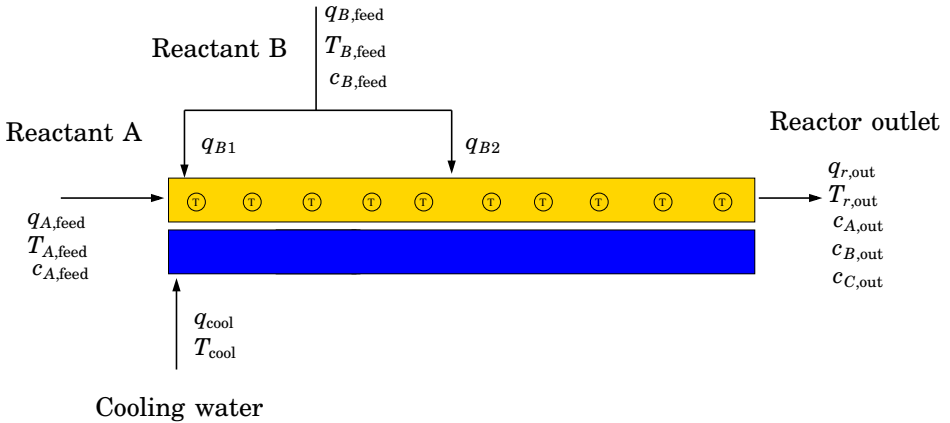 Reactant B
q_{B,feed}
T_{B,feed}
c_{B,feed}
Reactant A
q_{B1}
q_{B2}
Reactor outlet
T T T T T T T T T T
q_{A,feed}
T_{A,feed}
c_{A,feed}
q_{r,out}
T_{r,out}
c_{A,out}
c_{B,out}
c_{C,out}
q_{cool}
T_{cool}
Cooling water